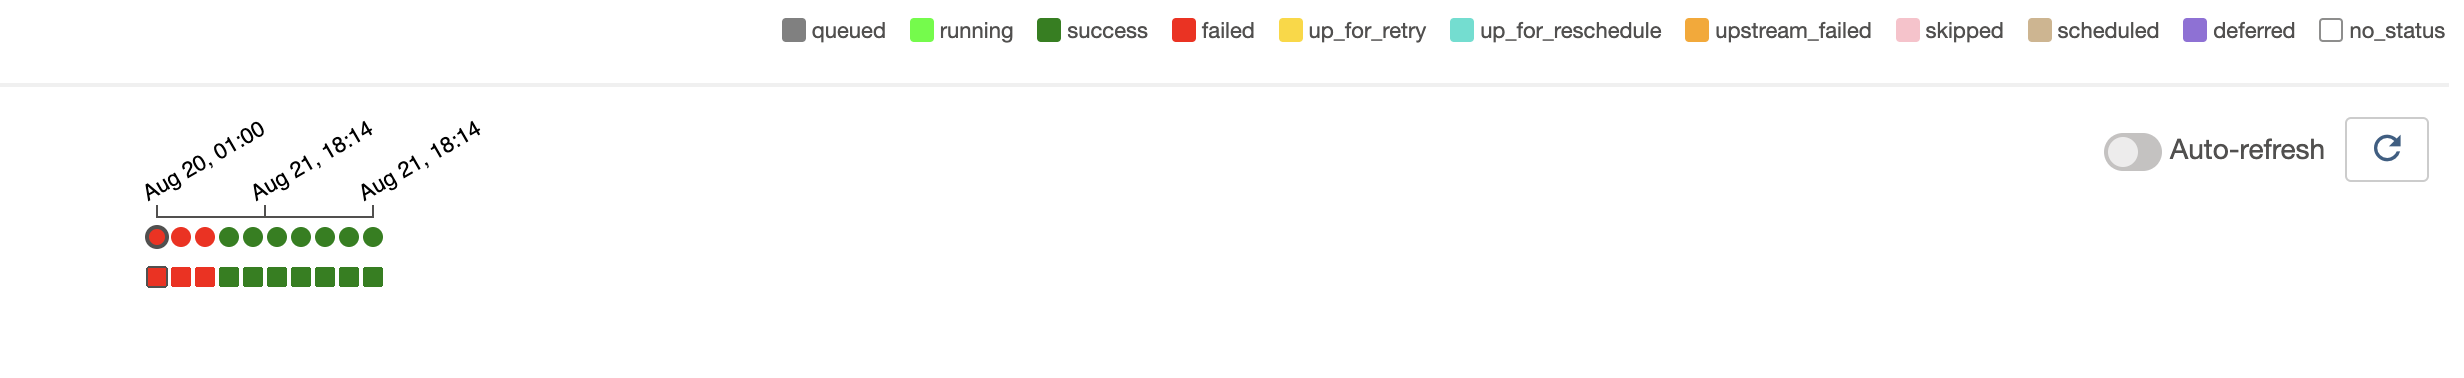 queued running success failed up_for_retry up_for_reschedule upstream_failed skipped scheduled deferred no_status
Aug 20, 01:00 Aug 21, 18:14 Aug 21, 18:14
Auto-refresh